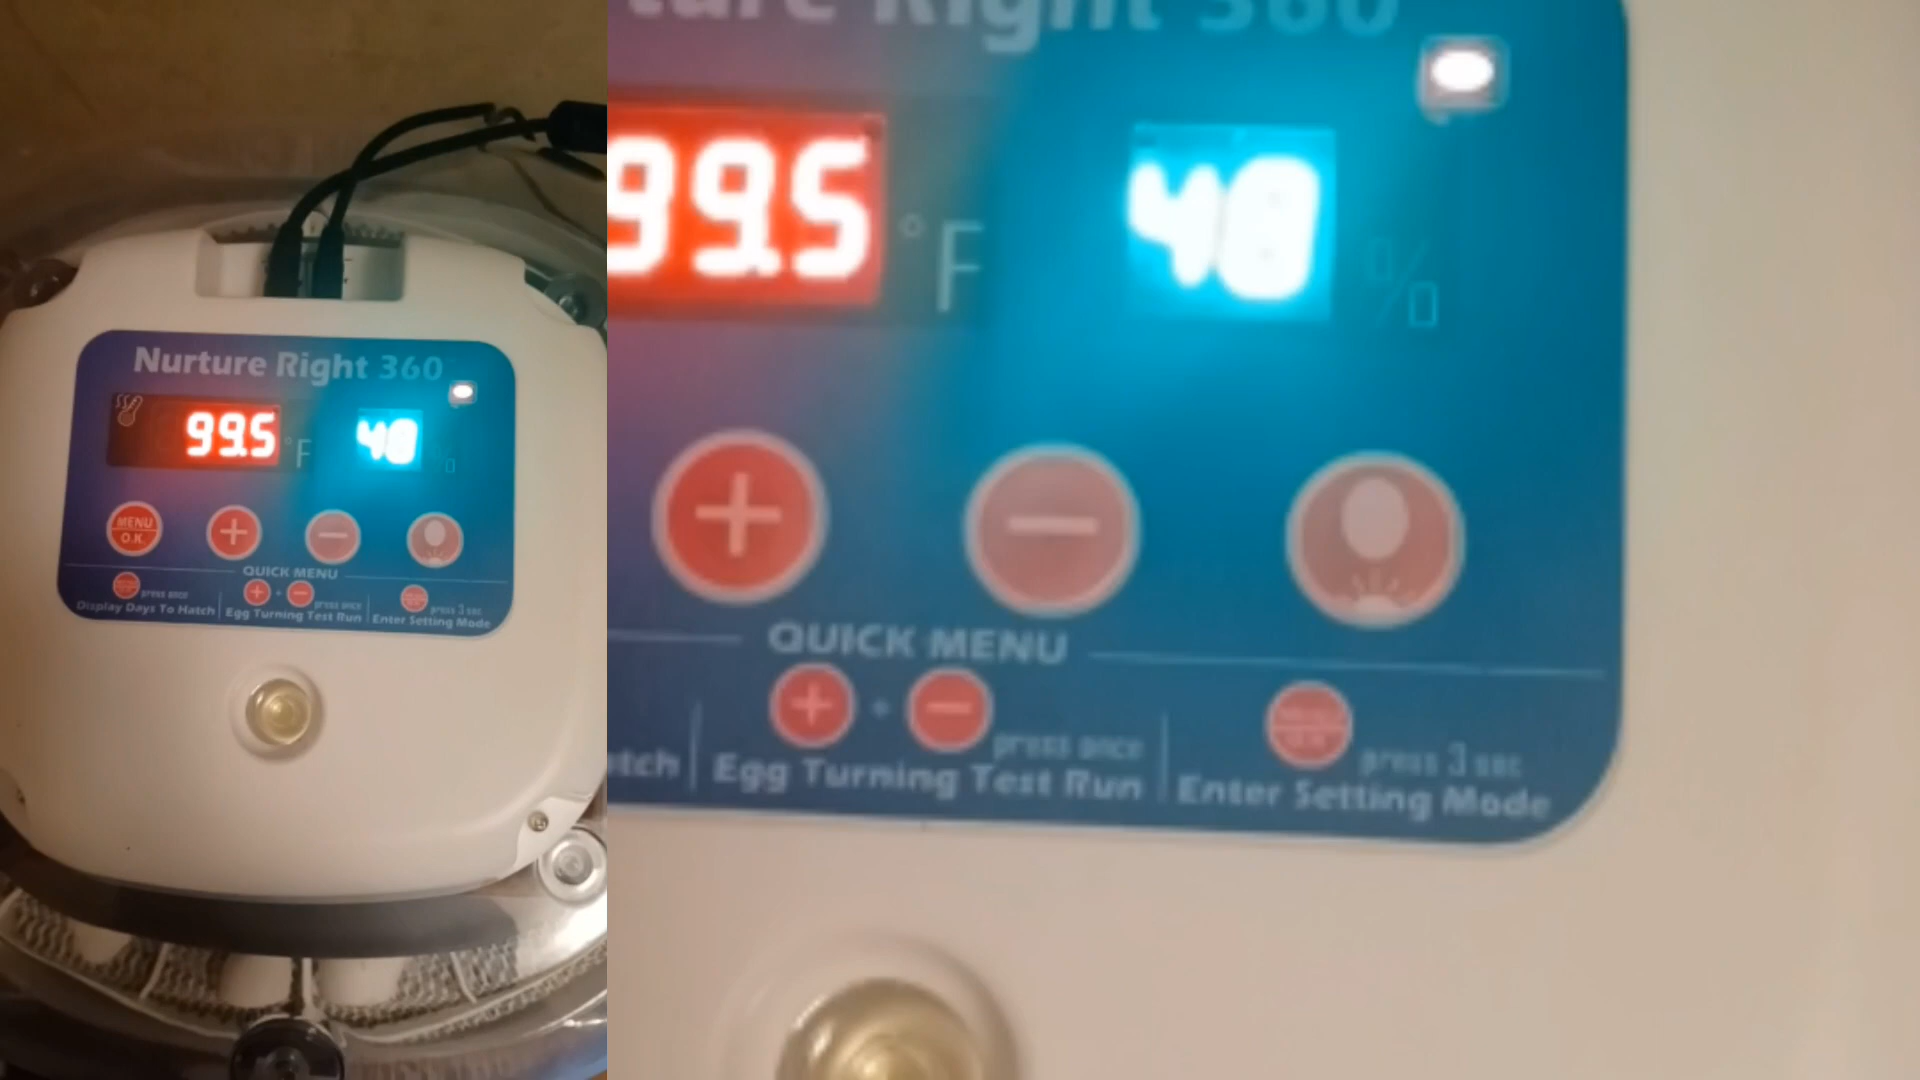 Nurture Right 360
99.5 °F 48 %
MENU
O.K.
QUICK MENU
press once
Display Days To Hatch
+ + - press once
Egg Turning Test Run
press 3 sec
Enter Setting Mode
ture Right 360
99.5 °F 48 %
QUICK MENU
tch
+ + - press once
Egg Turning Test Run
press 3 sec
Enter Setting Mode